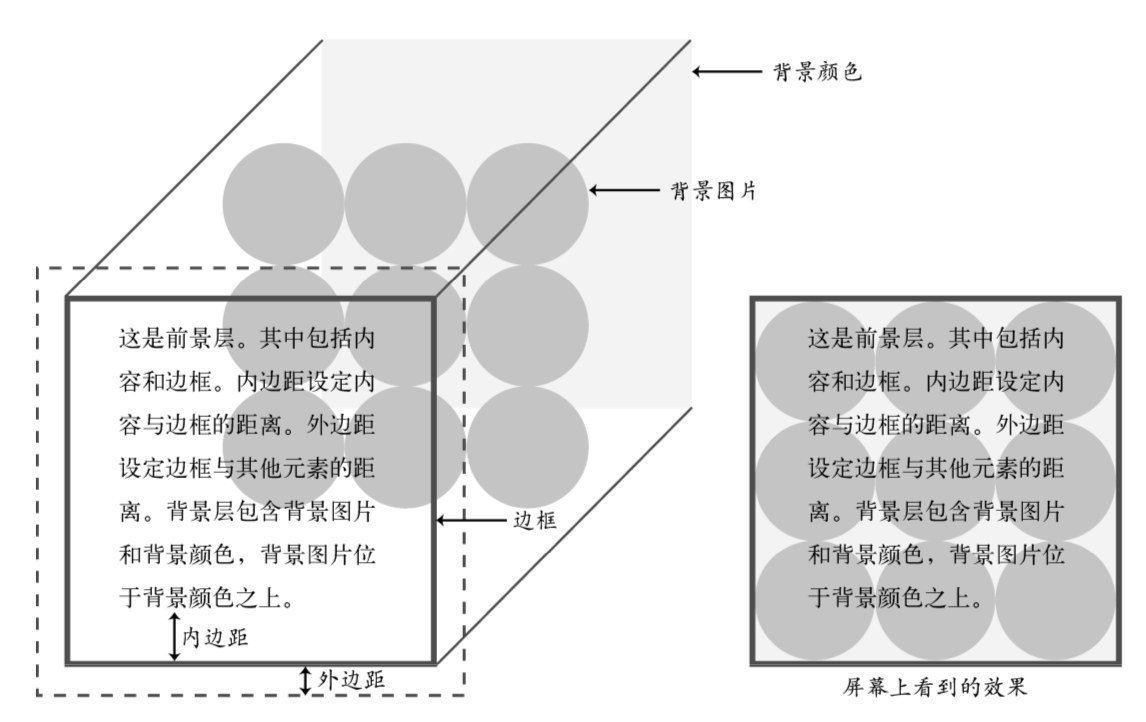 背景颜色
背景图片
这是前景层。其中包括内
容和边框。内边距设定内
容与边框的距离。外边距
设定边框与其他元素的距
离。背景层包含背景图片
和背景颜色，背景图片位
于背景颜色之上。
边框
内边距
外边距
这是前景层。其中包括内
容和边框。内边距设定内
容与边框的距离。外边距
设定边框与其他元素的距
离。背景层包含背景图片
和背景颜色，背景图片位
于背景颜色之上。
屏幕上看到的效果